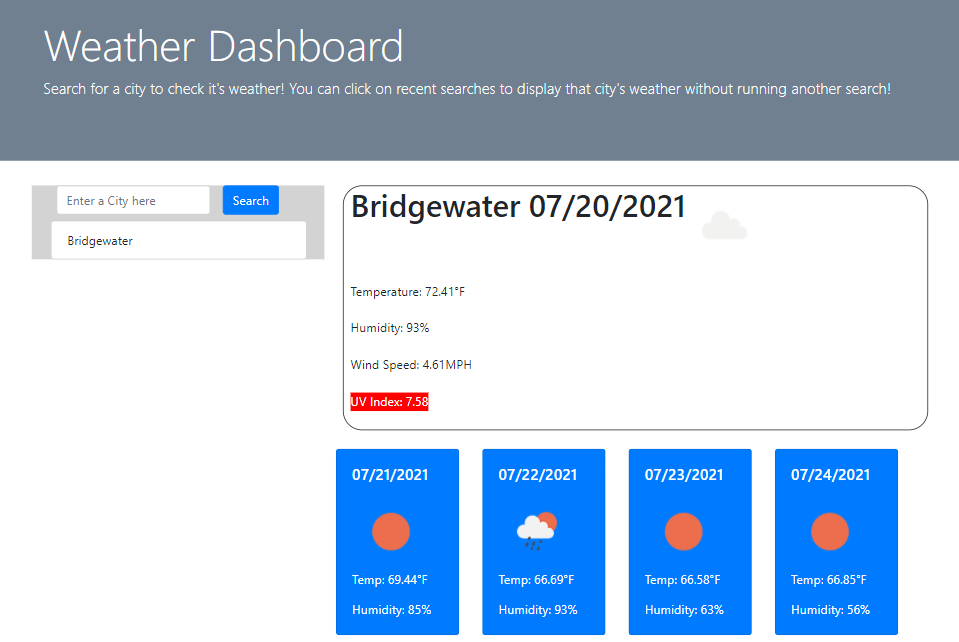 Weather Dashboard
Search for a city to check it's weather! You can click on recent searches to display that city's weather without running another search!
Enter a City here
Search
Bridgewater
Bridgewater 07/20/2021
Temperature: 72.41°F
Humidity: 93%
Wind Speed: 4.61MPH
UV Index: 7.58
07/21/2021
Temp: 69.44°F
Humidity: 85%
07/22/2021
Temp: 66.69°F
Humidity: 93%
07/23/2021
Temp: 66.58°F
Humidity: 63%
07/24/2021
Temp: 66.85°F
Humidity: 56%